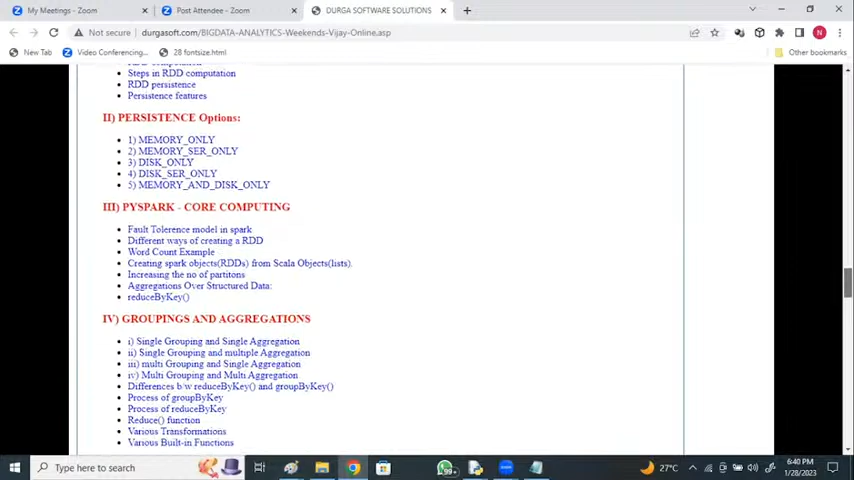 My Meetings - Zoom
Post Attendee - Zoom
DURGA SOFTWARE SOLUTIONS
Not secure
durgasoft.com/BIGDATA-ANALYTICS-Weekends-Vijay-Online.asp
N
New Tab
Video Conferencing...
28 fontsize.html
Other bookmarks
Steps in RDD computation
RDD persistence
Persistence features
II) PERSISTENCE Options:
1) MEMORY_ONLY
2) MEMORY_SER_ONLY
3) DISK_ONLY
4) DISK_SER_ONLY
5) MEMORY_AND_DISK_ONLY
III) PYSPARK - CORE COMPUTING
Fault Tolerence model in spark
Different ways of creating a RDD
Word Count Example
Creating spark objects(RDDs) from Scala Objects(lists).
Increasing the no of partitons
Aggregations Over Structured Data:
reduceByKey()
IV) GROUPINGS AND AGGREGATIONS
i) Single Grouping and Single Aggregation
ii) Single Grouping and multiple Aggregation
iii) multi Grouping and Single Aggregation
iv) Multi Grouping and Multi Aggregation
Differences b/w reduceByKey() and groupByKey()
Process of groupByKey
Process of reduceByKey
Reduce() function
Various Transformations
Various Built-in Functions
Type here to search
99+
27°C
6:40 PM
1/28/2023